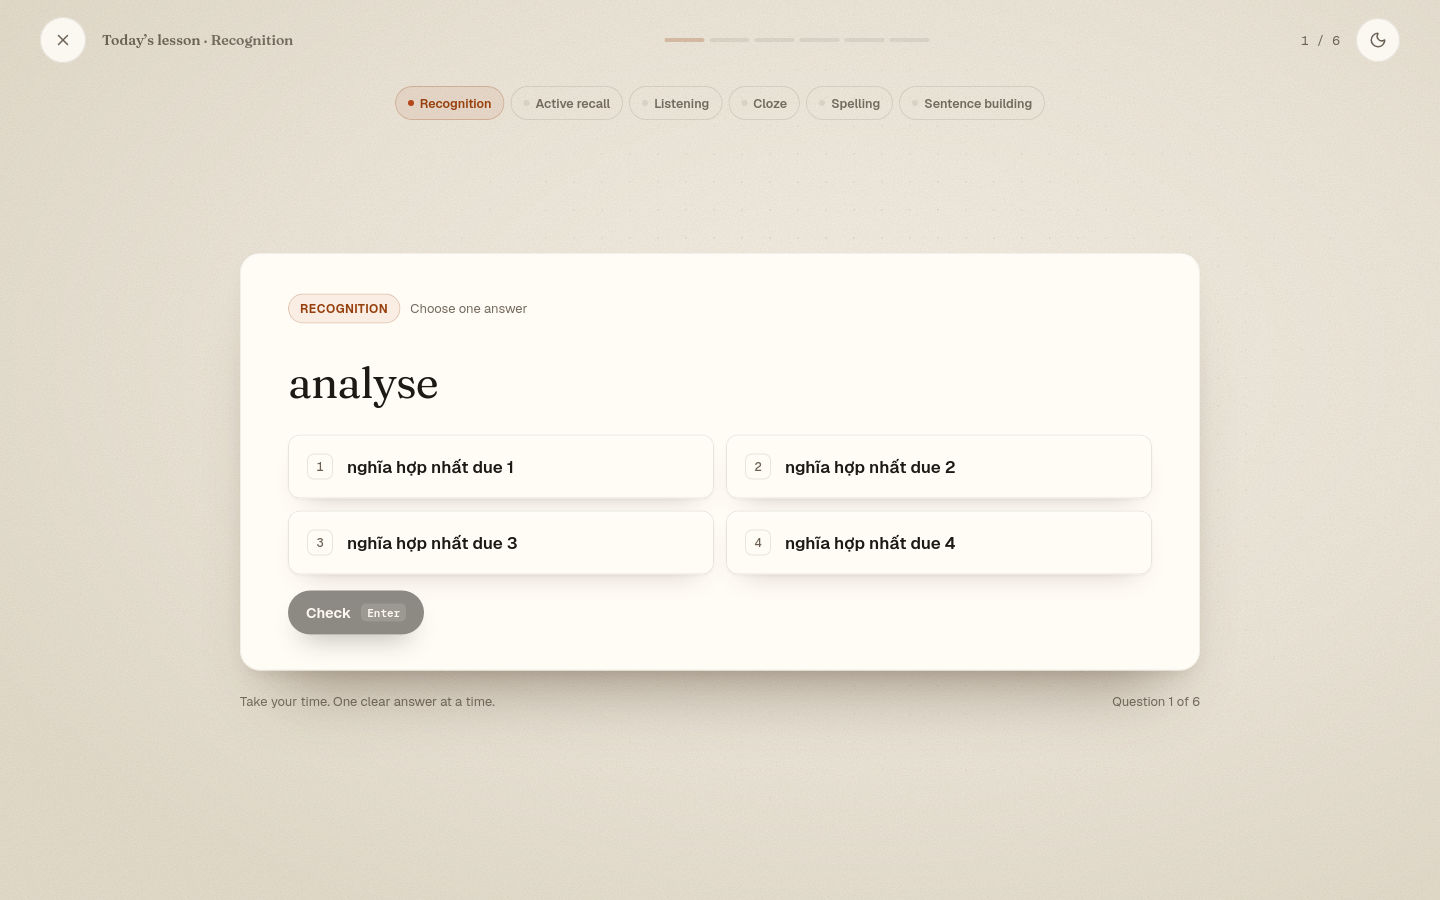 Today’s lesson · Recognition
1 / 6
Recognition
Active recall
Listening
Cloze
Spelling
Sentence building
RECOGNITION
Choose one answer
analyse
1 nghĩa hợp nhất due 1
2 nghĩa hợp nhất due 2
3 nghĩa hợp nhất due 3
4 nghĩa hợp nhất due 4
Check Enter
Take your time. One clear answer at a time.
Question 1 of 6